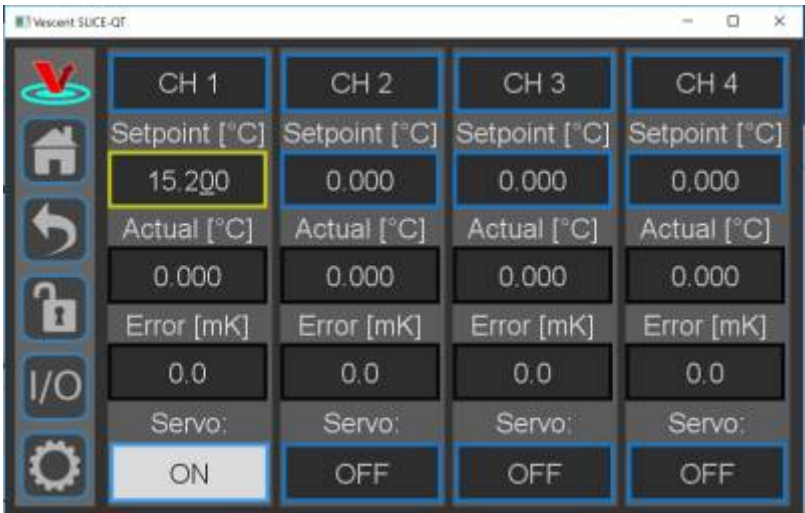 Vescent SLICE-QT
CH 1 CH 2 CH 3 CH 4
Setpoint [°C] Setpoint [°C] Setpoint [°C] Setpoint [°C]
15.200 0.000 0.000 0.000
Actual [°C] Actual [°C] Actual [°C] Actual [°C]
0.000 0.000 0.000 0.000
Error [mK] Error [mK] Error [mK] Error [mK]
I/O 0.0 0.0 0.0 0.0
Servo: Servo: Servo: Servo:
ON OFF OFF OFF